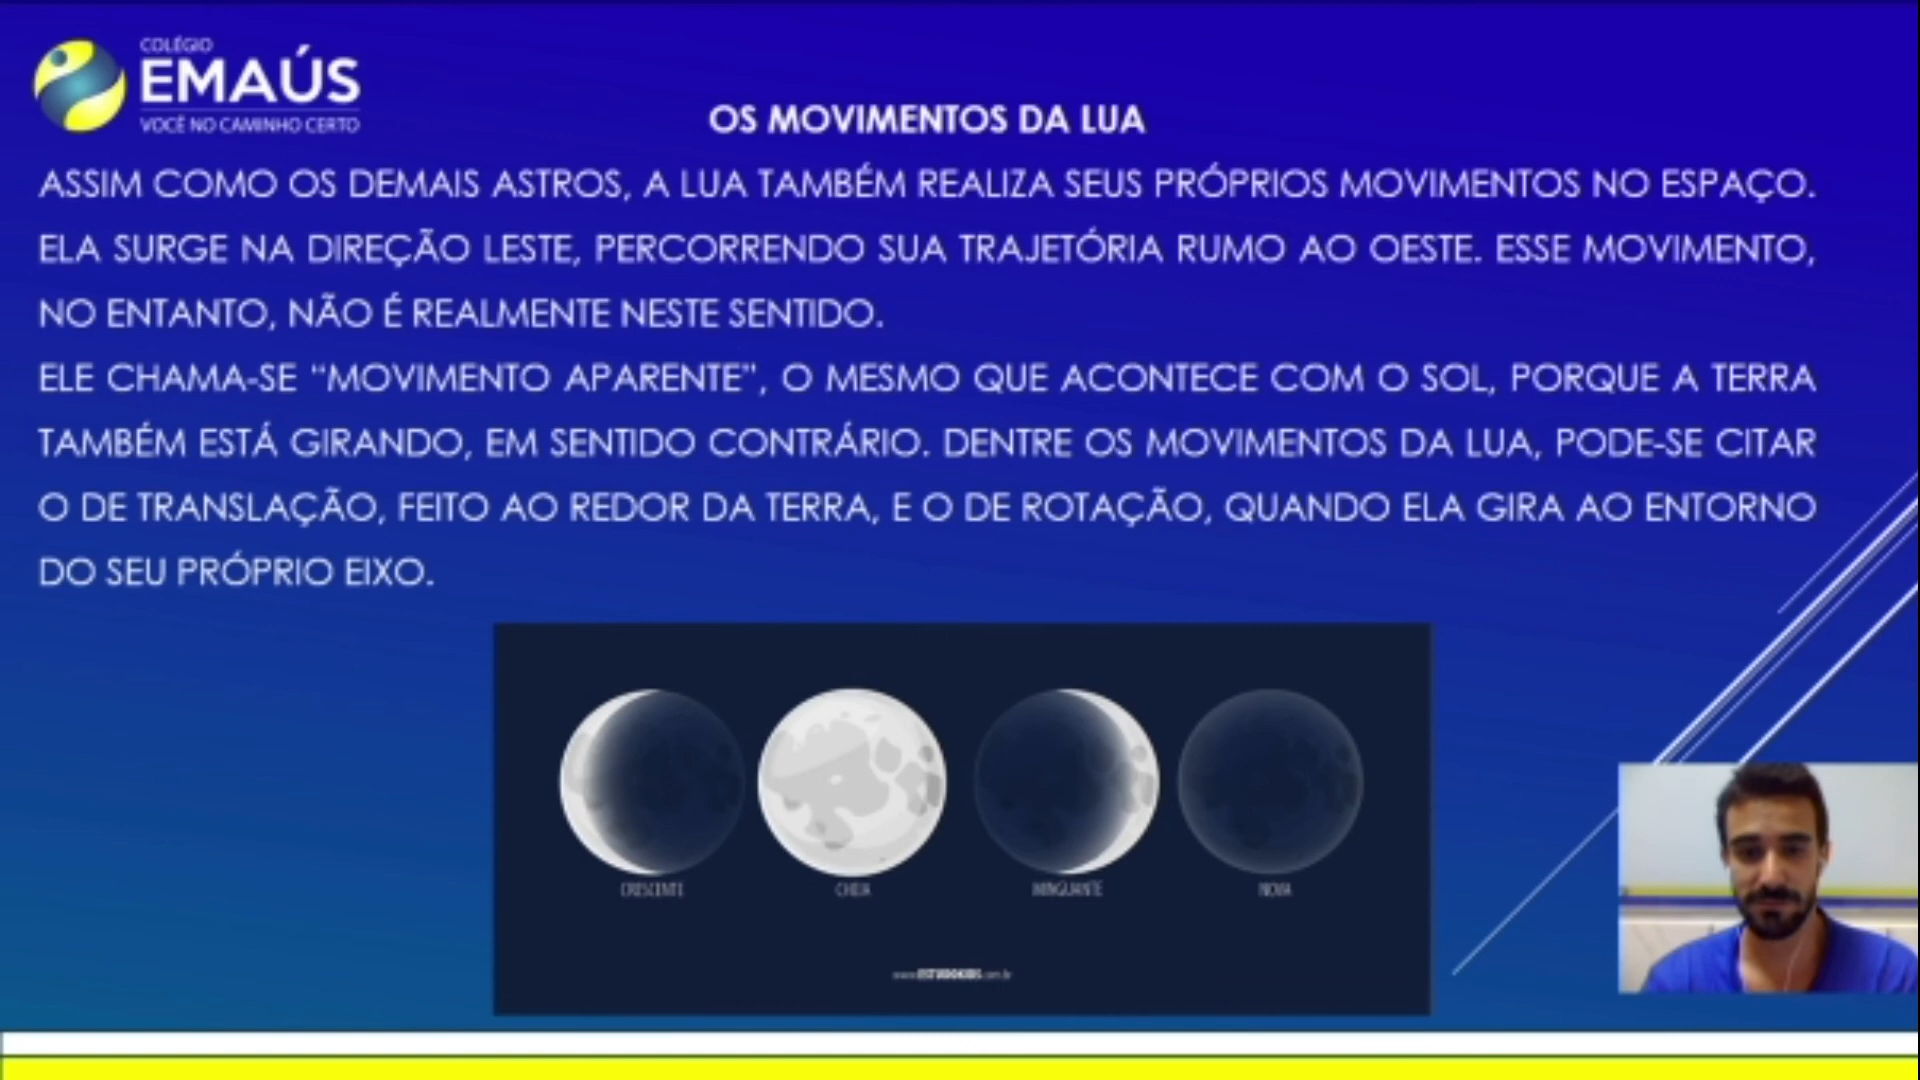 COLÉGIO
EMAÚS
VOCÊ NO CAMINHO CERTO
OS MOVIMENTOS DA LUA
ASSIM COMO OS DEMAIS ASTROS, A LUA TAMBÉM REALIZA SEUS PRÓPRIOS MOVIMENTOS NO ESPAÇO.
ELA SURGE NA DIREÇÃO LESTE, PERCORRENDO SUA TRAJETÓRIA RUMO AO OESTE. ESSE MOVIMENTO,
NO ENTANTO, NÃO É REALMENTE NESTE SENTIDO.
ELE CHAMA-SE “MOVIMENTO APARENTE”, O MESMO QUE ACONTECE COM O SOL, PORQUE A TERRA
TAMBÉM ESTÁ GIRANDO, EM SENTIDO CONTRÁRIO. DENTRE OS MOVIMENTOS DA LUA, PODE-SE CITAR
O DE TRANSLAÇÃO, FEITO AO REDOR DA TERRA, E O DE ROTAÇÃO, QUANDO ELA GIRA AO ENTORNO
DO SEU PRÓPRIO EIXO.
CRESCENTE CHEIA MINGUANTE NOVA
www.ESTUDOKIDS.com.br